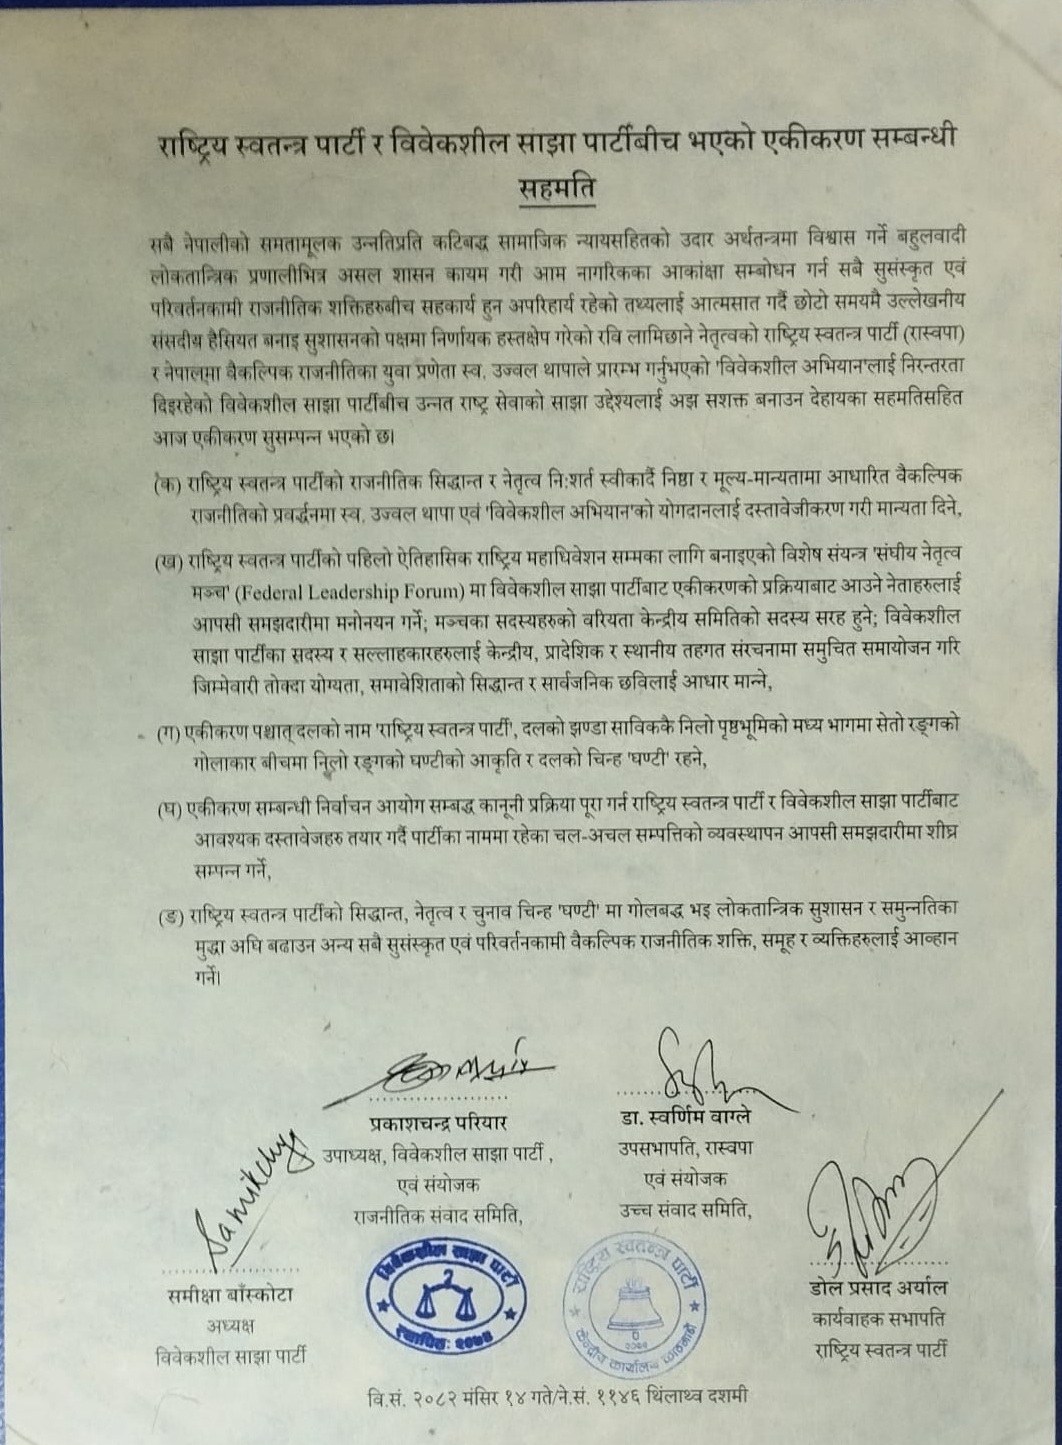 राष्ट्रिय स्वतन्त्र पार्टी र विवेकशील साझा पार्टीबीच भएको एकीकरण सम्बन्धी
सहमति
सबै नेपालीको समतामूलक उन्नतिप्रति कटिबद्ध सामाजिक न्यायसहितको उदार अर्थतन्त्रमा विश्वास गर्ने बहुलवादी
लोकतान्त्रिक प्रणालीभित्र असल शासन कायम गरी आम नागरिकका आकांक्षा सम्बोधन गर्न सबै सुसंस्कृत एवं
परिवर्तनकामी राजनीतिक शक्तिहरुबीच सहकार्य हुन अपरिहार्य रहेको तथ्यलाई आत्मसात गर्दै छोटो समयमै उल्लेखनीय
संसदीय हैसियत बनाइ सुशासनको पक्षमा निर्णायक हस्तक्षेप गरेको रवि लामिछाने नेतृत्वको राष्ट्रिय स्वतन्त्र पार्टी (रास्वपा)
र नेपालमा वैकल्पिक राजनीतिका युवा प्रणेता स्व. उज्वल थापाले प्रारम्भ गर्नुभएको 'विवेकशील अभियान'लाई निरन्तरता
दिइरहेको विवेकशील साझा पार्टीबीच उन्नत राष्ट्र सेवाको साझा उद्देश्यलाई अझ सशक्त बनाउन देहायका सहमतिसहित
आज एकीकरण सुसम्पन्न भएको छ।
(क) राष्ट्रिय स्वतन्त्र पार्टीको राजनीतिक सिद्धान्त र नेतृत्व नि:शर्त स्वीकार्दै निष्ठा र मूल्य-मान्यतामा आधारित वैकल्पिक
राजनीतिको प्रवर्द्धनमा स्व. उज्वल थापा एवं 'विवेकशील अभियान'को योगदानलाई दस्तावेजीकरण गरी मान्यता दिने,
(ख) राष्ट्रिय स्वतन्त्र पार्टीको पहिलो ऐतिहासिक राष्ट्रिय महाधिवेशन सम्मका लागि बनाइएको विशेष संयन्त्र 'संघीय नेतृत्व
मञ्च' (Federal Leadership Forum) मा विवेकशील साझा पार्टीबाट एकीकरणको प्रक्रियाबाट आउने नेताहरुलाई
आपसी समझदारीमा मनोनयन गर्ने; मञ्चका सदस्यहरुको वरियता केन्द्रीय समितिको सदस्य सरह हुने; विवेकशील
साझा पार्टीका सदस्य र सल्लाहकारहरुलाई केन्द्रीय, प्रादेशिक र स्थानीय तहगत संरचनामा समुचित समायोजन गरि
जिम्मेवारी तोक्दा योग्यता, समावेशिताको सिद्धान्त र सार्वजनिक छविलाई आधार मान्ने,
(ग) एकीकरण पश्चात् दलको नाम 'राष्ट्रिय स्वतन्त्र पार्टी', दलको झण्डा साविककै निलो पृष्ठभूमिको मध्य भागमा सेतो रङ्गको
गोलाकार बीचमा निलो रङ्गको घण्टीको आकृति र दलको चिन्ह 'घण्टी' रहने,
(घ) एकीकरण सम्बन्धी निर्वाचन आयोग सम्बद्ध कानूनी प्रक्रिया पूरा गर्न राष्ट्रिय स्वतन्त्र पार्टी र विवेकशील साझा पार्टीबाट
आवश्यक दस्तावेजहरु तयार गर्दै पार्टीका नाममा रहेका चल-अचल सम्पत्तिको व्यवस्थापन आपसी समझदारीमा शीघ्र
सम्पन्न गर्ने,
(ङ) राष्ट्रिय स्वतन्त्र पार्टीको सिद्धान्त, नेतृत्व र चुनाव चिन्ह 'घण्टी' मा गोलबद्ध भइ लोकतान्त्रिक सुशासन र समुन्नतिका
मुद्धा अघि बढाउन अन्य सबै सुसंस्कृत एवं परिवर्तनकामी वैकल्पिक राजनीतिक शक्ति, समूह र व्यक्तिहरुलाई आव्हान
गर्ने।
प्रकाशचन्द्र परियार
उपाध्यक्ष, विवेकशील साझा पार्टी,
एवं संयोजक
राजनीतिक संवाद समिति,
डा. स्वर्णिम वाग्ले
उपसभापति, रास्वपा
एवं संयोजक
उच्च संवाद समिति,
समीक्षा बाँस्कोटा
अध्यक्ष
विवेकशील साझा पार्टी
विवेकशील साझा पार्टी
राष्ट्रिय स्वतन्त्र पार्टी
केन्द्रीय कार्यालय काठमाडौं
डोल प्रसाद अर्याल
कार्यवाहक सभापति
राष्ट्रिय स्वतन्त्र पार्टी
वि.सं. २०८२ मंसिर १४ गते/ने.सं. ११४६ थिंलाथ्व दशमी